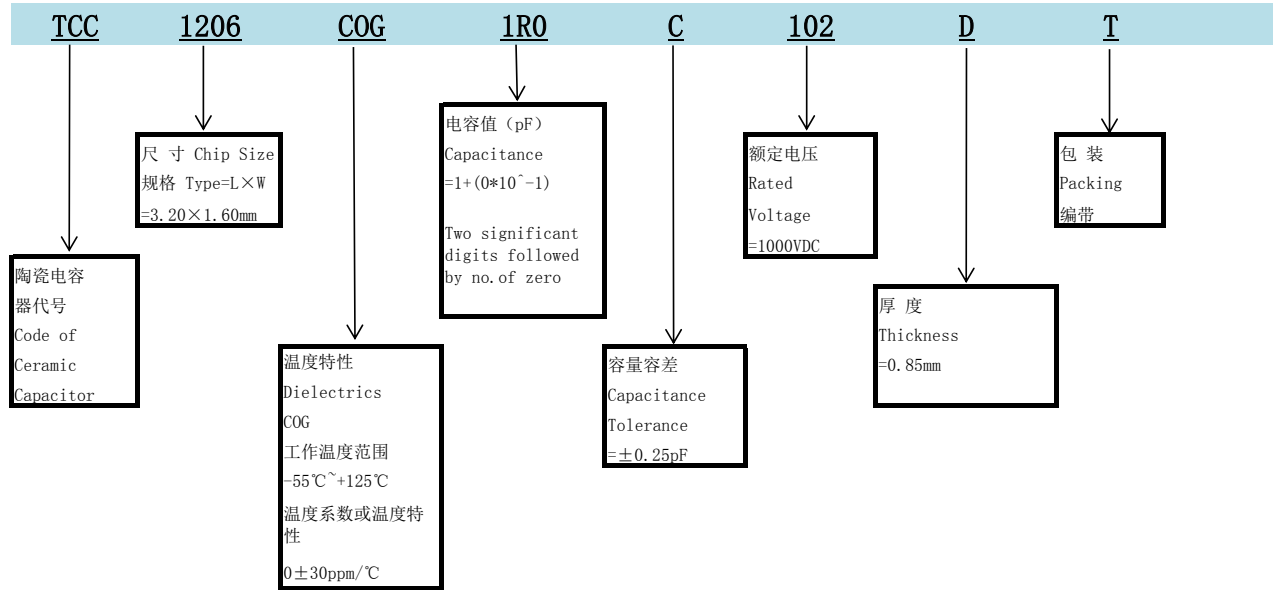 TCC 1206 COG 1R0 C 102 D T
陶瓷电容
器代号
Code of
Ceramic
Capacitor
尺 寸 Chip Size
规格 Type=L×W
=3.20×1.60mm
温度特性
Dielectrics
COG
工作温度范围
-55℃~+125℃
温度系数或温度特
性
0±30ppm/℃
电容值（pF）
Capacitance
=1+(0*10^-1)
Two significant
digits followed
by no.of zero
容量容差
Capacitance
Tolerance
=±0.25pF
额定电压
Rated
Voltage
=1000VDC
厚 度
Thickness
=0.85mm
包 装
Packing
编带